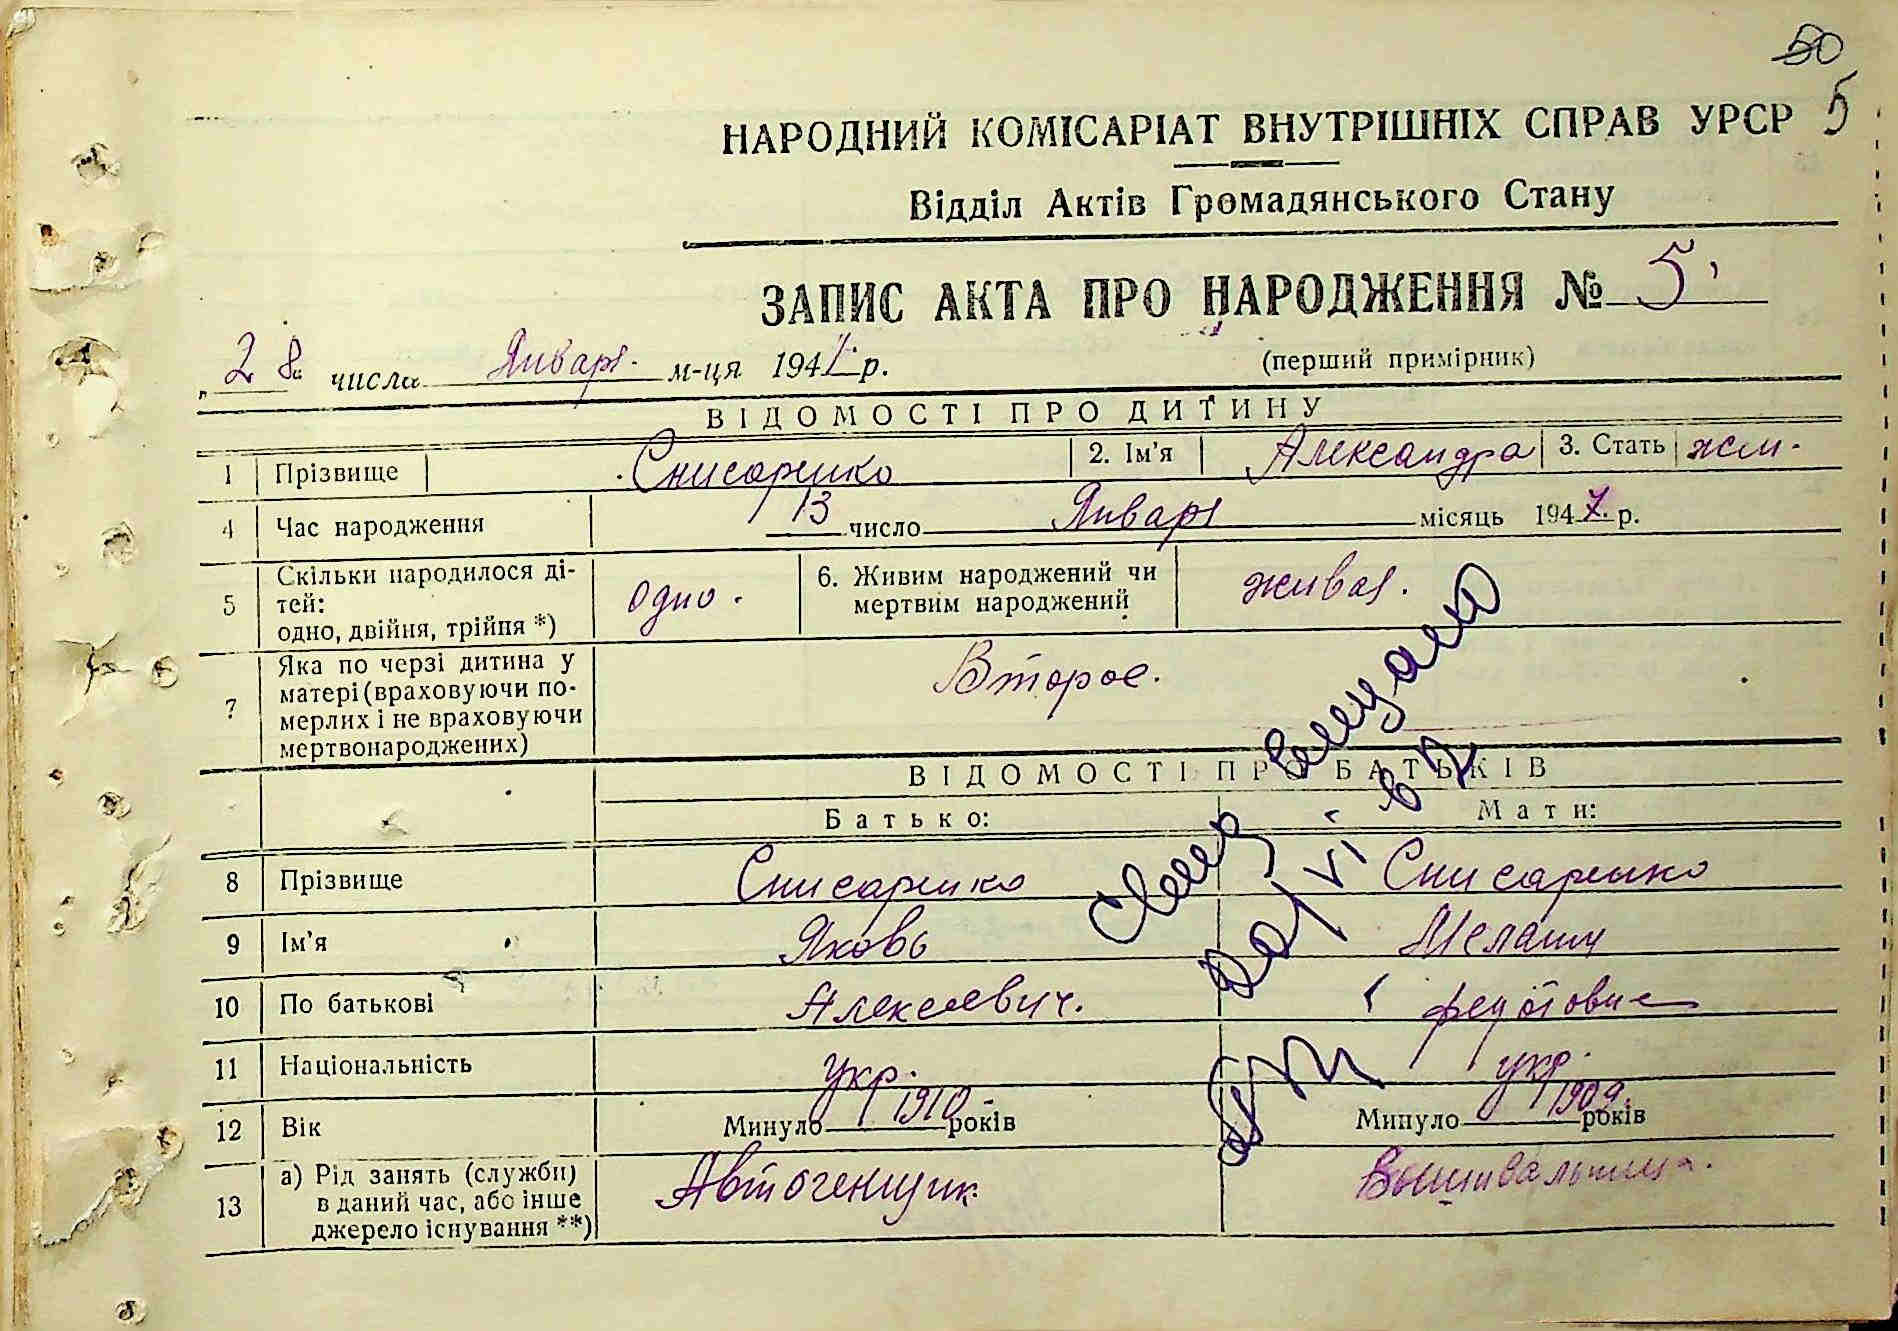 50
5
НАРОДНИЙ КОМІСАРІАТ ВНУТРІШНІХ СПРАВ УРСР
Відділ Актів Громадянського Стану
ЗАПИС АКТА ПРО НАРОДЖЕННЯ № 5
„28“ числа Января м-ця 1947 р. (перший примірник)
ВІДОМОСТІ ПРО ДИТИНУ
1 Прізвище Снисаренко 2. Ім'я Александра 3. Стать жен.
4 Час народження 13 число Января місяць 1947 р.
5 Скільки народилося ді-
тей:
одно, двійня, трійня *) одно. 6. Живим народжений чи
мертвим народжений живая.
7 Яка по черзі дитина у
матері (враховуючи по-
мерлих і не враховуючи
мертвонароджених) Второе.
ВІДОМОСТІ ПРО БАТЬКІВ
Батько: Мати:
8 Прізвище Снисаренко Снисаренко
9 Ім'я Яковь Мелания
10 По батькові Алексеевич. Федотовне
11 Національність укр. укр.
12 Вік Минуло 1910 років Минуло 1909 років
13 а) Рід занять (служби)
в даний час, або інше
джерело існування **) Автогенщик Вышивальщица.